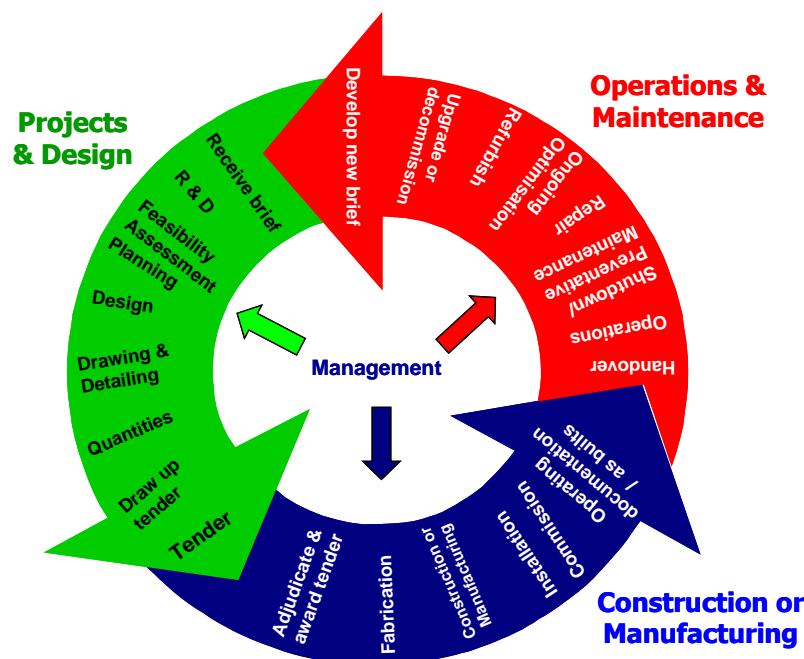 Projects
& Design
Receive brief
R & D
Feasibility
Assessment
Planning
Design
Drawing &
Detailing
Quantities
Draw up
tender
Tender
Construction or
Manufacturing
Adjudicate &
award tender
Fabrication
Construction or
Manufacturing
Installation
Commission
Operating
documentation
/ as builts
Operations &
Maintenance
Handover
Operations
Shutdown/
Preventative
Maintenance
Repair
Ongoing
Optimisation
Refurbish
Upgrade or
decommission
Develop new brief
Management